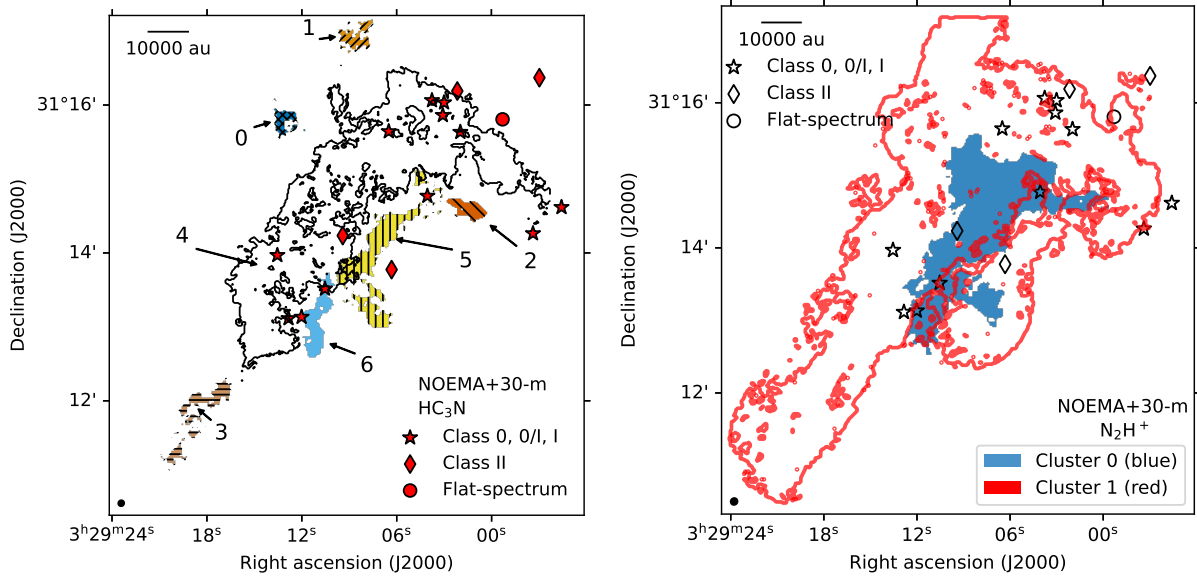 1
10000 au
31°16'
0
4
14'
5
2
6
12'
3
NOEMA+30-m
HC₃N
Class 0, 0/I, I
Class II
Flat-spectrum
3ʰ29ᵐ24ˢ
18ˢ
12ˢ
06ˢ
00ˢ
Right ascension (J2000)
Declination (J2000)
10000 au
Class 0, 0/I, I
Class II
Flat-spectrum
31°16'
14'
12'
NOEMA+30-m
N₂H⁺
Cluster 0 (blue)
Cluster 1 (red)
3ʰ29ᵐ24ˢ
18ˢ
12ˢ
06ˢ
00ˢ
Right ascension (J2000)
Declination (J2000)